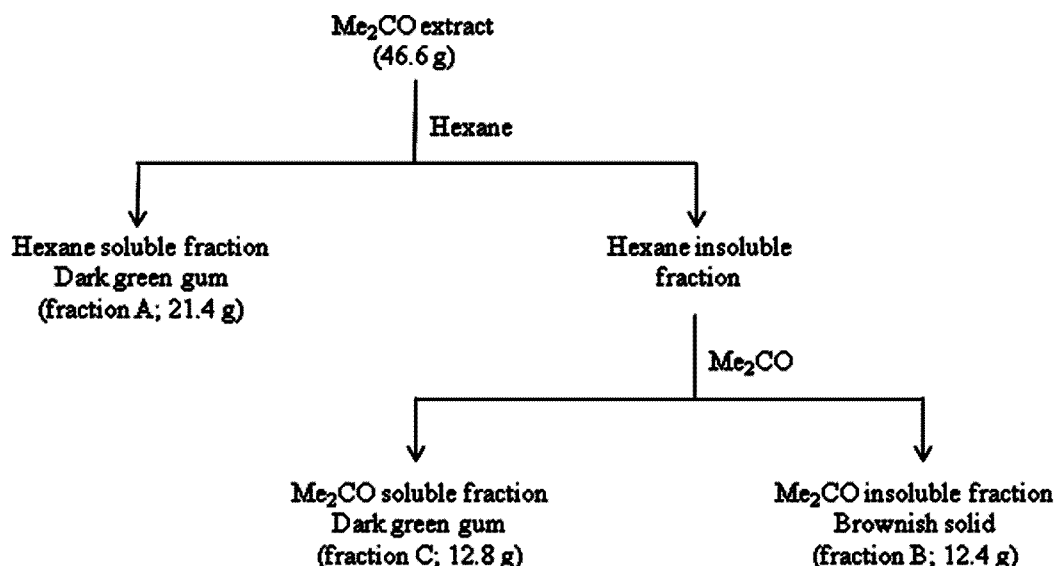 Me₂CO extract
(46.6 g)
Hexane
Hexane soluble fraction
Dark green gum
(fraction A; 21.4 g)
Hexane insoluble
fraction
Me₂CO
Me₂CO soluble fraction
Dark green gum
(fraction C; 12.8 g)
Me₂CO insoluble fraction
Brownish solid
(fraction B; 12.4 g)